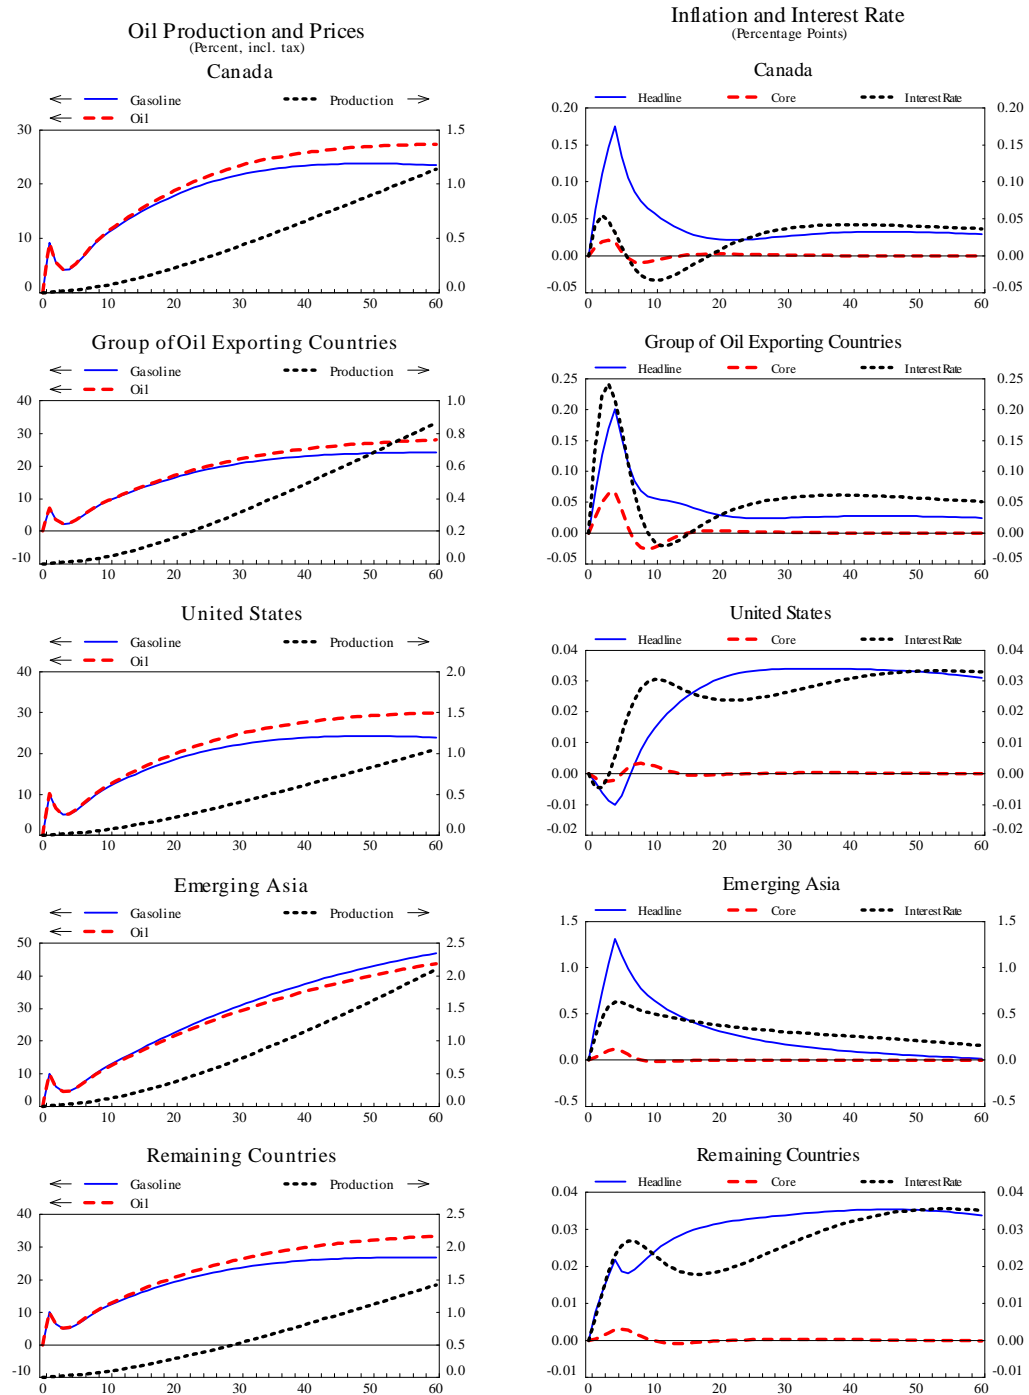 Oil Production and Prices
(Percent, incl. tax)
Canada
Gasoline Production
Oil
30 1.5
20 1.0
10 0.5
0 0.0
0 10 20 30 40 50 60
Group of Oil Exporting Countries
Gasoline Production
Oil
40 1.0
30 0.8
20 0.6
10 0.4
0 0.2
-10 0.0
0 10 20 30 40 50 60
United States
Gasoline Production
Oil
40 2.0
30 1.5
20 1.0
10 0.5
0 0.0
0 10 20 30 40 50 60
Emerging Asia
Gasoline Production
Oil
50 2.5
40 2.0
30 1.5
20 1.0
10 0.5
0 0.0
0 10 20 30 40 50 60
Remaining Countries
Gasoline Production
Oil
40 2.5
30 2.0
20 1.5
10 1.0
0 0.5
-10 0.0
0 10 20 30 40 50 60
Inflation and Interest Rate
(Percentage Points)
Canada
Headline Core Interest Rate
0.20 0.20
0.15 0.15
0.10 0.10
0.05 0.05
0.00 0.00
-0.05 -0.05
0 10 20 30 40 50 60
Group of Oil Exporting Countries
Headline Core Interest Rate
0.25 0.25
0.20 0.20
0.15 0.15
0.10 0.10
0.05 0.05
0.00 0.00
-0.05 -0.05
0 10 20 30 40 50 60
United States
Headline Core Interest Rate
0.04 0.04
0.03 0.03
0.02 0.02
0.01 0.01
0.00 0.00
-0.01 -0.01
-0.02 -0.02
0 10 20 30 40 50 60
Emerging Asia
Headline Core Interest Rate
1.5 1.5
1.0 1.0
0.5 0.5
0.0 0.0
-0.5 -0.5
0 10 20 30 40 50 60
Remaining Countries
Headline Core Interest Rate
0.04 0.04
0.03 0.03
0.02 0.02
0.01 0.01
0.00 0.00
-0.01 -0.01
0 10 20 30 40 50 60